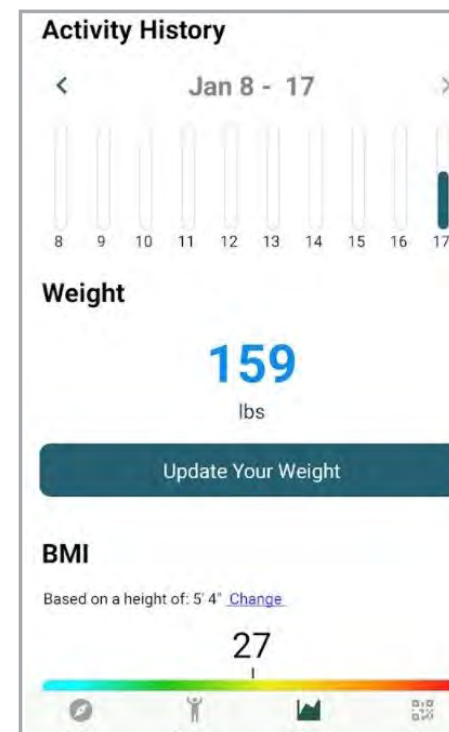 Activity History
Jan 8 - 17
8 9 10 11 12 13 14 15 16 17
Weight
159
lbs
Update Your Weight
BMI
Based on a height of: 5' 4" Change
27